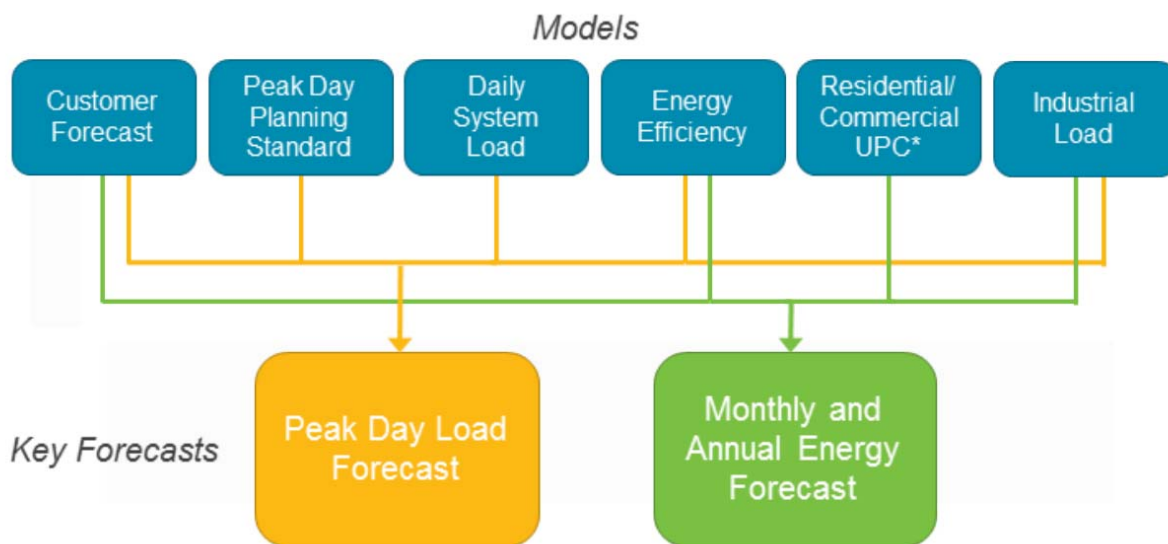 Models
Customer
Forecast
Peak Day
Planning
Standard
Daily
System
Load
Energy
Efficiency
Residential/
Commercial
UPC*
Industrial
Load
Key Forecasts
Peak Day Load
Forecast
Monthly and
Annual Energy
Forecast